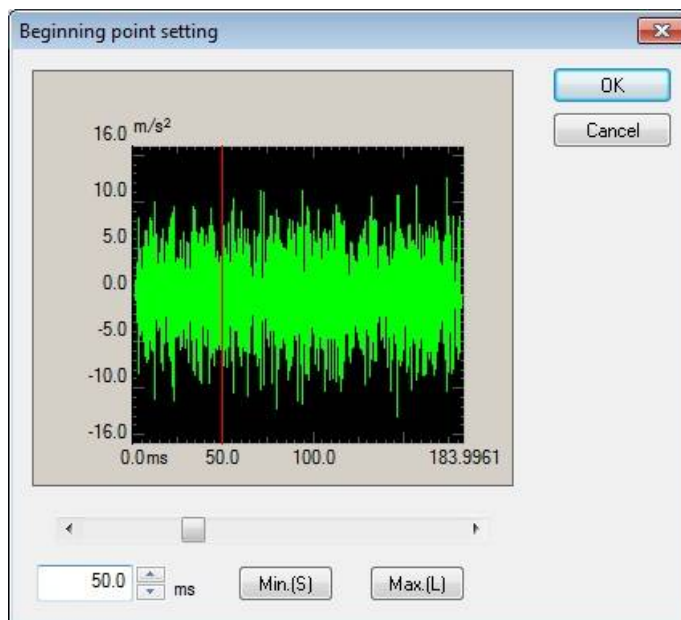 Beginning point setting
OK
Cancel
16.0 m/s²
10.0
5.0
0.0
-5.0
-10.0
-16.0
0.0ms 50.0 100.0 183.9961
50.0 ms Min.(S) Max.(L)